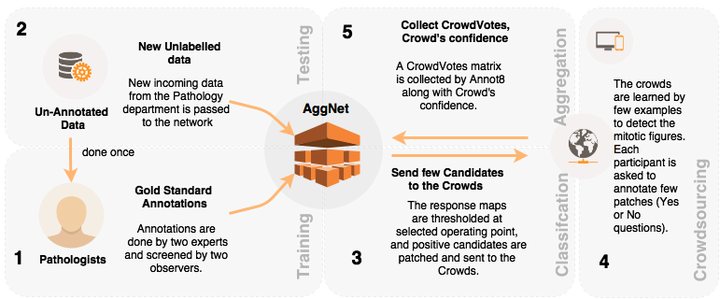 2
Un-Annotated
Data
New Unlabelled
data
New incoming data
from the Pathology
department is passed
to the network
Testing
done once
1
Pathologists
Gold Standard
Annotations
Annotations are
done by two experts
and screened by two
observers.
Training
AggNet
5
Collect CrowdVotes,
Crowd's confidence
A CrowdVotes matrix
is collected by Annot8
along with Crowd's
confidence.
Aggregation
Send few Candidates
to the Crowds
The response maps
are thresholded at
selected operating point,
and positive candidates are
patched and sent to the
Crowds.
3
Classifcation
The crowds
are learned by
few examples
to detect the
mitotic figures.
Each
participant is
asked to
annotate few
patches (Yes
or No
questions).
4
Crowdsourcing